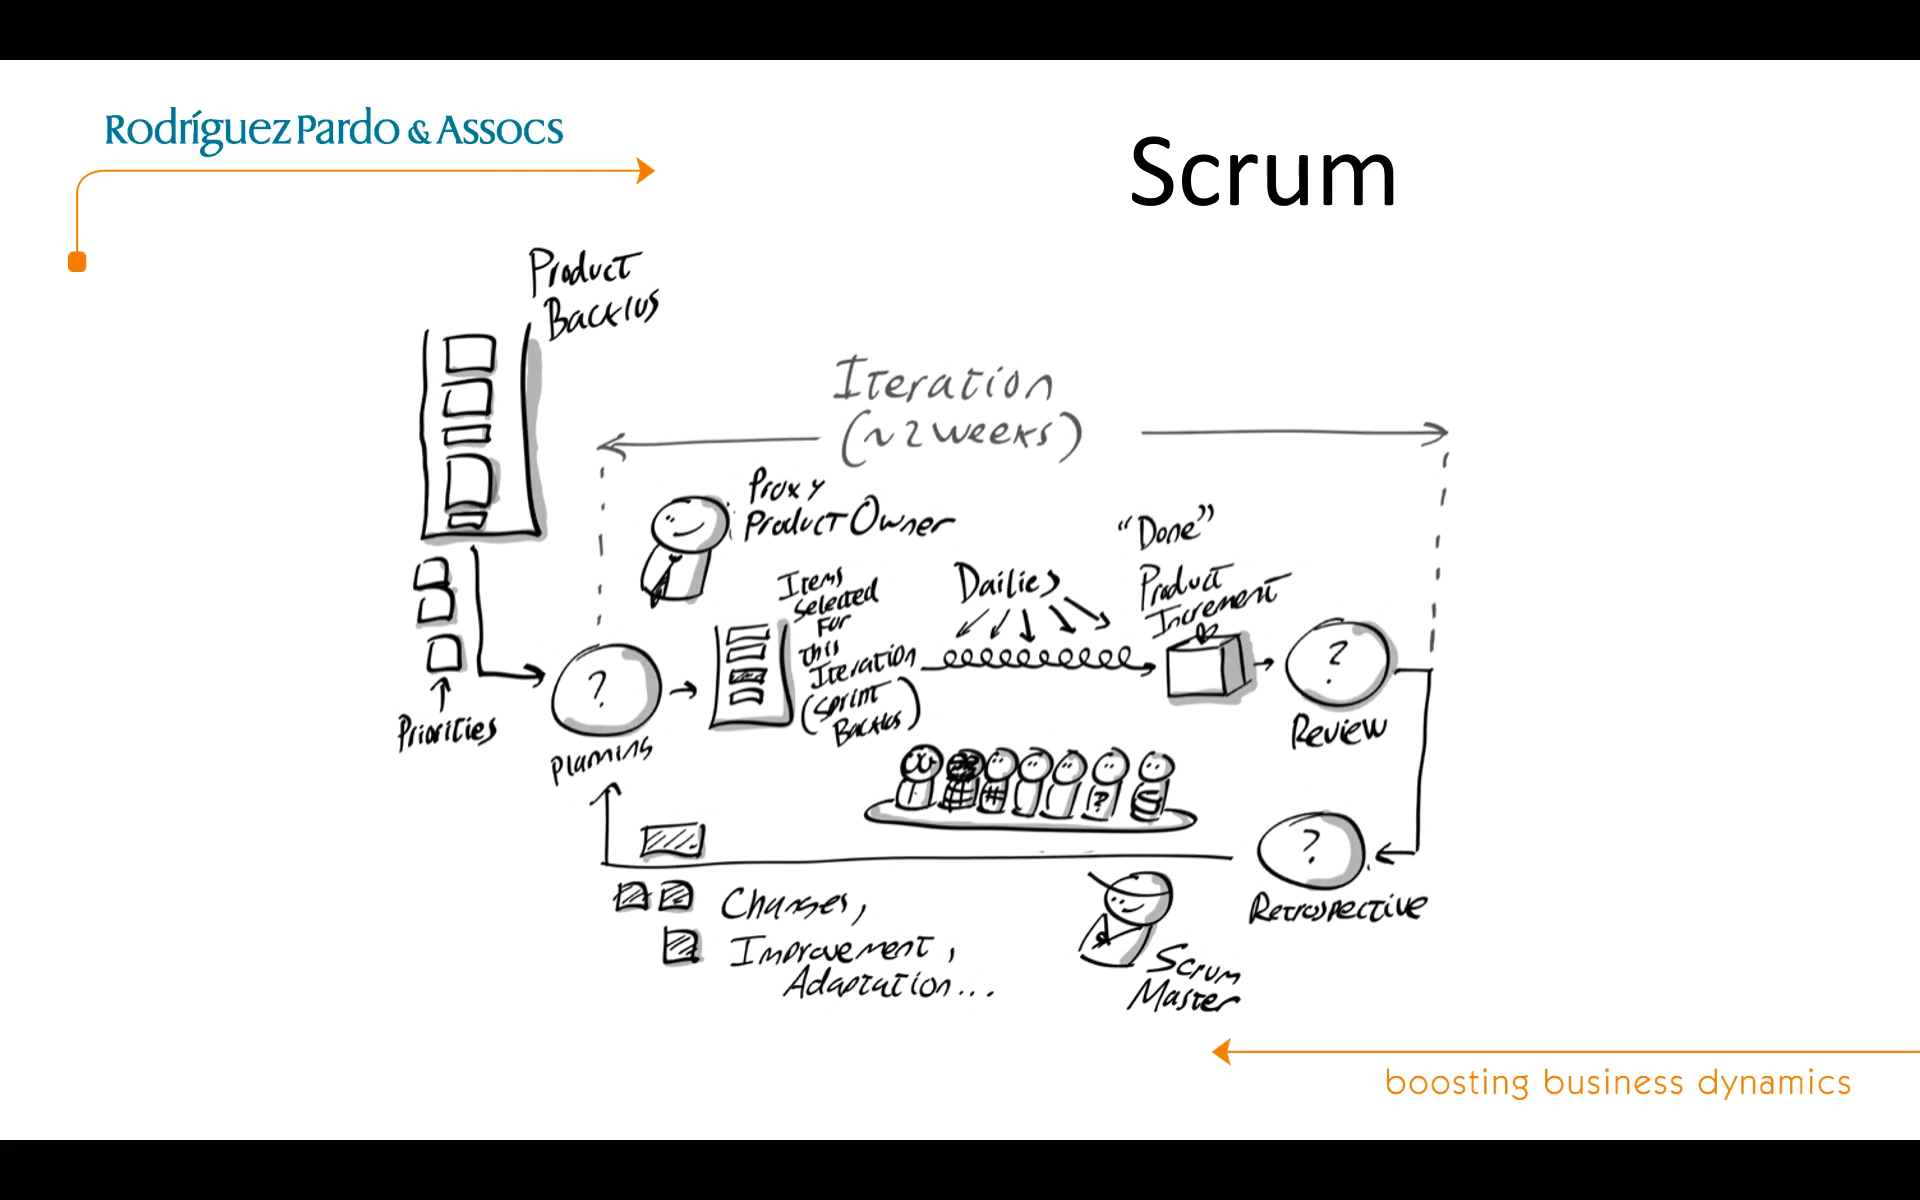 Rodríguez Pardo & Assocs
Scrum
Product
Backlog
Iteration
(~2 weeks)
Proxy
Product Owner
Items
Selected
For
this
Iteration
(Sprint
Backlog)
Dailies
"Done"
Product
Increment
?
Planning
?
Review
Priorities
?
Retrospective
Changes,
Improvement,
Adaptation...
Scrum
Master
boosting business dynamics